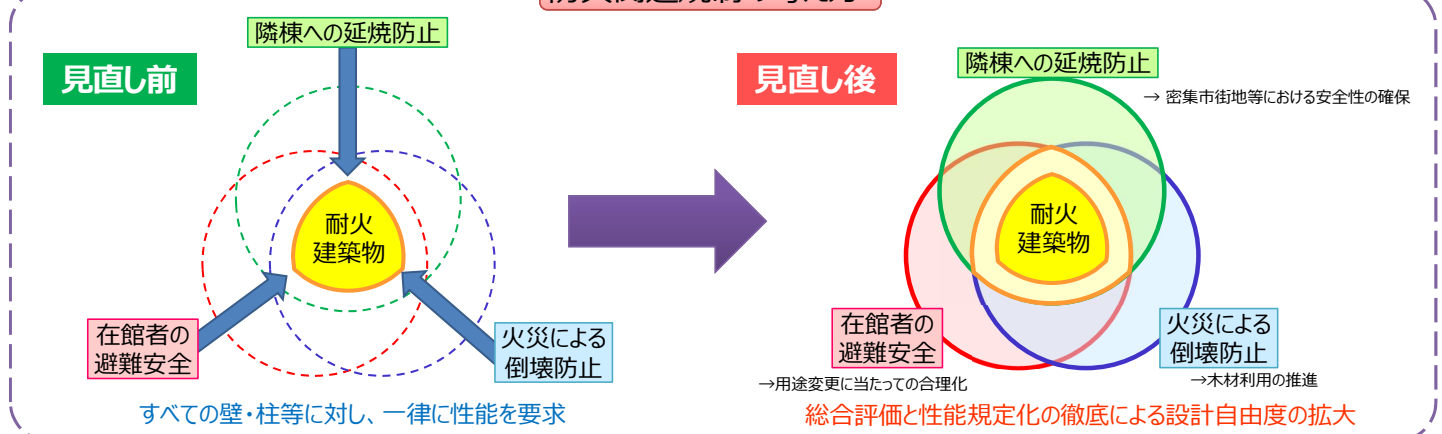 隣棟への延焼防止
見直し前
耐火
建築物
在館者の
避難安全
火災による
倒壊防止
すべての壁・柱等に対し、一律に性能を要求
見直し後
隣棟への延焼防止
→ 密集市街地等における安全性の確保
耐火
建築物
在館者の
避難安全
→用途変更に当たっての合理化
火災による
倒壊防止
→木材利用の推進
総合評価と性能規定化の徹底による設計自由度の拡大